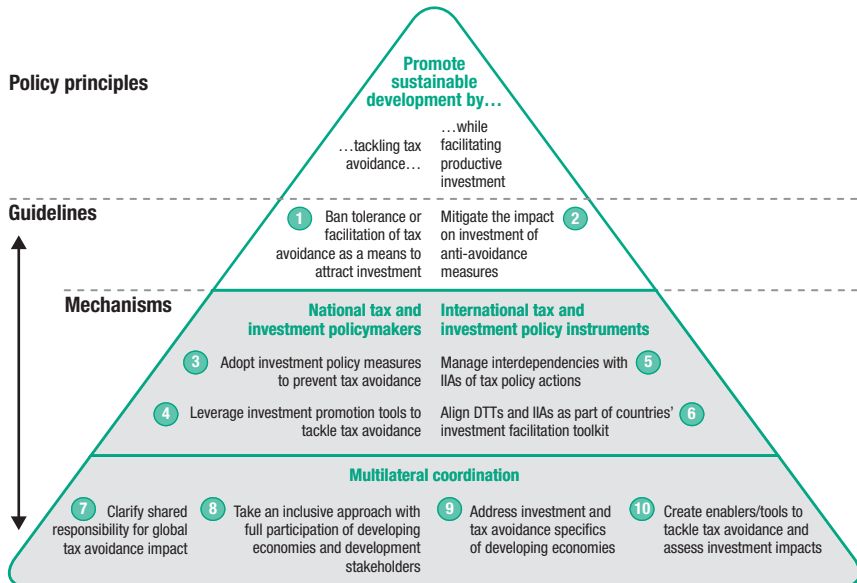 Policy principles
Promote
sustainable
development by…
…tackling tax
avoidance…
…while
facilitating
productive
investment
Guidelines
1
Ban tolerance or
facilitation of tax
avoidance as a means to
attract investment
Mitigate the impact
on investment of
anti-avoidance
measures
2
Mechanisms
National tax and
investment policymakers
International tax and
investment policy instruments
3
Adopt investment policy measures
to prevent tax avoidance
Manage interdependencies with
IIAs of tax policy actions
5
4
Leverage investment promotion tools to
tackle tax avoidance
Align DTTs and IIAs as part of countries’
investment facilitation toolkit
6
Multilateral coordination
7
Clarify shared
responsibility for global
tax avoidance impact
8
Take an inclusive approach with
full participation of developing
economies and development
stakeholders
9
Address investment and
tax avoidance specifics
of developing economies
10
Create enablers/tools to
tackle tax avoidance and
assess investment impacts